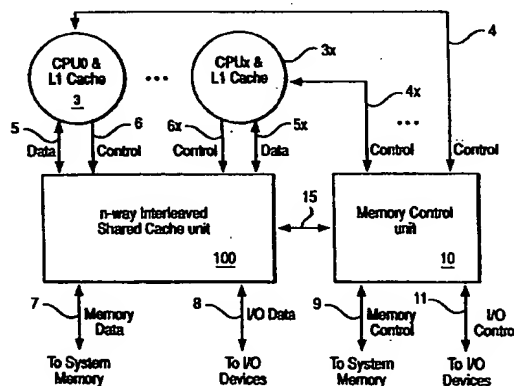 4
CPU0 &
L1 Cache
3
...
CPUx &
L1 Cache
3x
4x
...
5
6
6x
5x
Data
Control
Control
Data
Control
Control
n-way Interleaved
Shared Cache unit
100
15
Memory Control
unit
10
7
Memory
Data
8
I/O Data
9
Memory
Control
11
I/O
Control
To System
Memory
To I/O
Devices
To System
Memory
To I/O
Devices